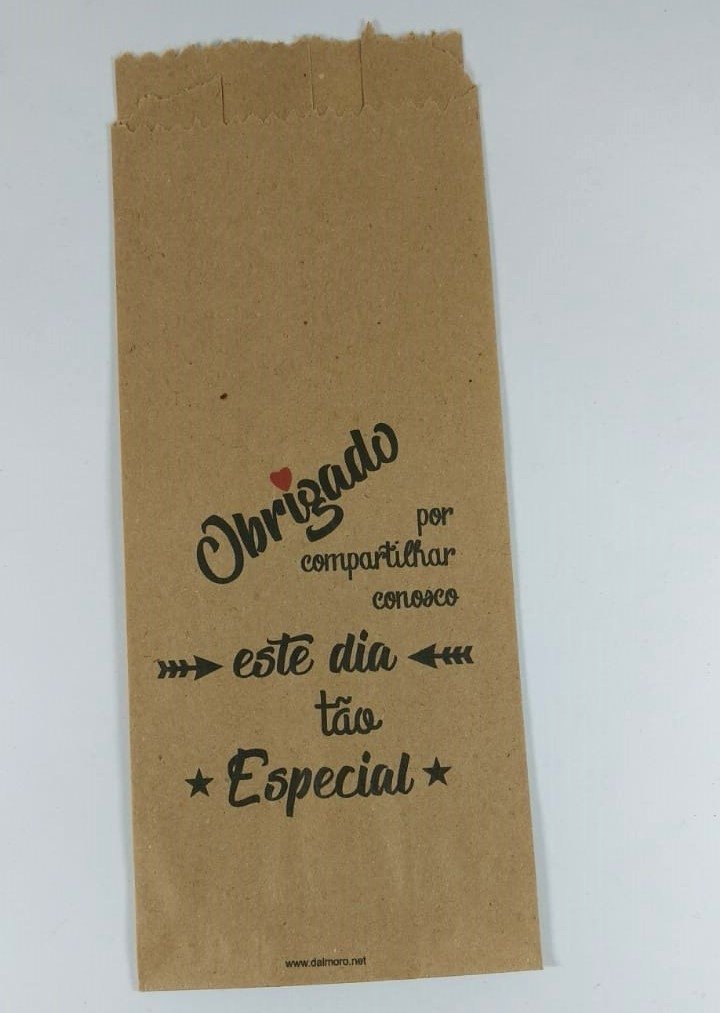 Obrigado
por
compartilhar
conosco
este dia
tão
Especial
www.dalmoro.net